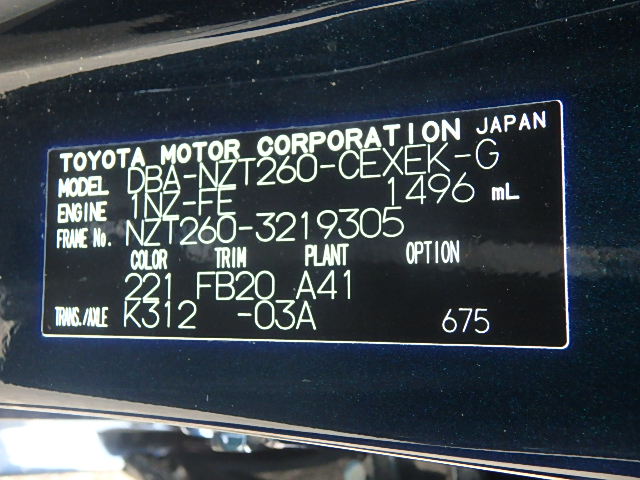 TOYOTA MOTOR CORPORATION JAPAN
MODEL DBA-NZT260-CEXEK-G
ENGINE 1NZ-FE 1496 mL
FRAME No. NZT260-3219305
COLOR TRIM PLANT OPTION
221 FB20 A41
TRANS./AXLE K312 -03A 675